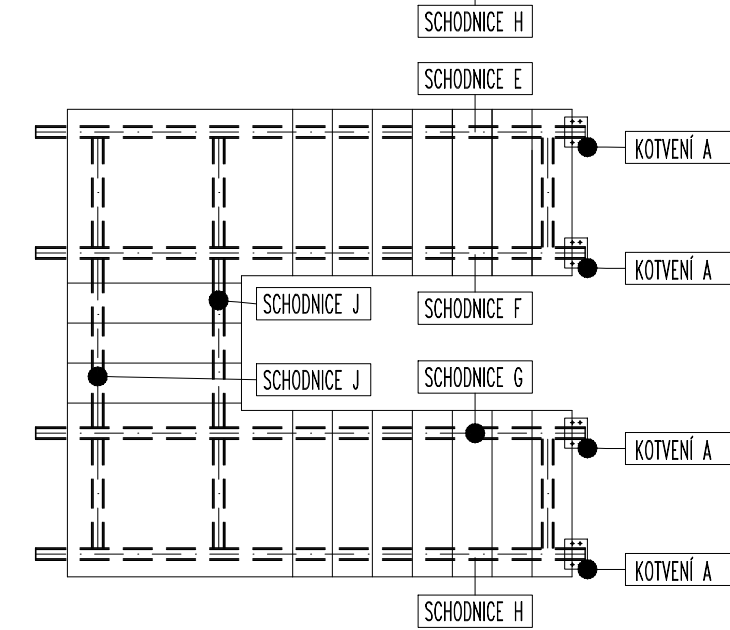 SCHODNICE H
SCHODNICE E
KOTVENÍ A
KOTVENÍ A
SCHODNICE J
SCHODNICE F
SCHODNICE J
SCHODNICE G
KOTVENÍ A
KOTVENÍ A
SCHODNICE H